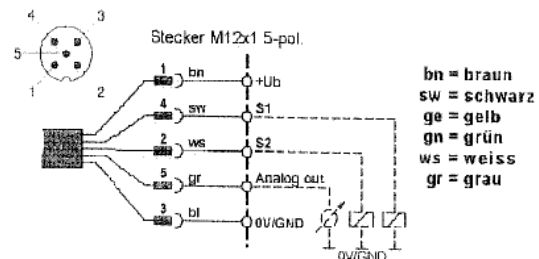 4 3
5
1 2
Stecker M12x1 5-pol.
1 bn +Ub
4 sw S1
2 ws S2
5 gr Analog out
3 bl 0V/GND
0V/GND
bn = braun
sw = schwarz
ge = gelb
gn = grün
ws = weiss
gr = grau